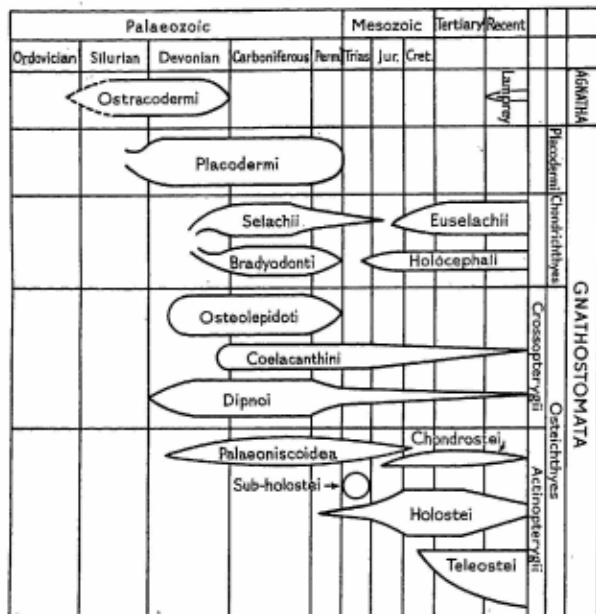 Palaeozoic Mesozoic Tertiary Recent
Ordovician Silurian Devonian Carboniferous Perm. Trias Jur. Cret.
Ostracodermi
Lamprey
AGNATHA
Placodermi
Placodermi
Selachii
Euselachii
Bradyodonti
Holocephali
Chondrichthyes
GNATHOSTOMATA
Osteolepidoti
Coelacanthini
Dipnoi
Crossopterygii
Osteichthyes
Palaeoniscoidea
Chondrostei
Sub-holostei
Holostei
Teleostei
Actinopterygii